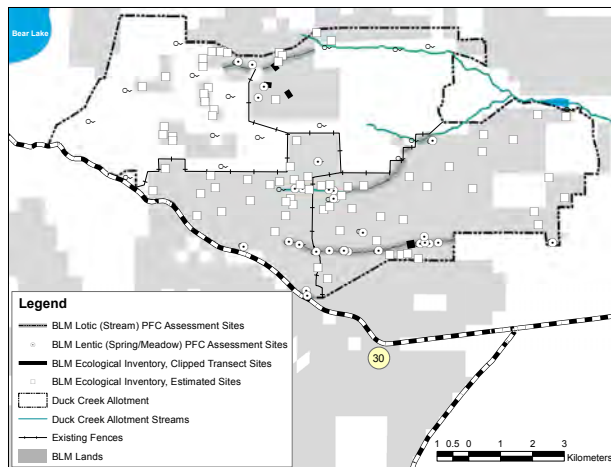 Bear Lake
Legend
BLM Lotic (Stream) PFC Assessment Sites
BLM Lentic (Spring/Meadow) PFC Assessment Sites
BLM Ecological Inventory, Clipped Transect Sites
BLM Ecological Inventory, Estimated Sites
Duck Creek Allotment
Duck Creek Allotment Streams
Existing Fences
BLM Lands
30
1 0.5 0 1 2 3
Kilometers